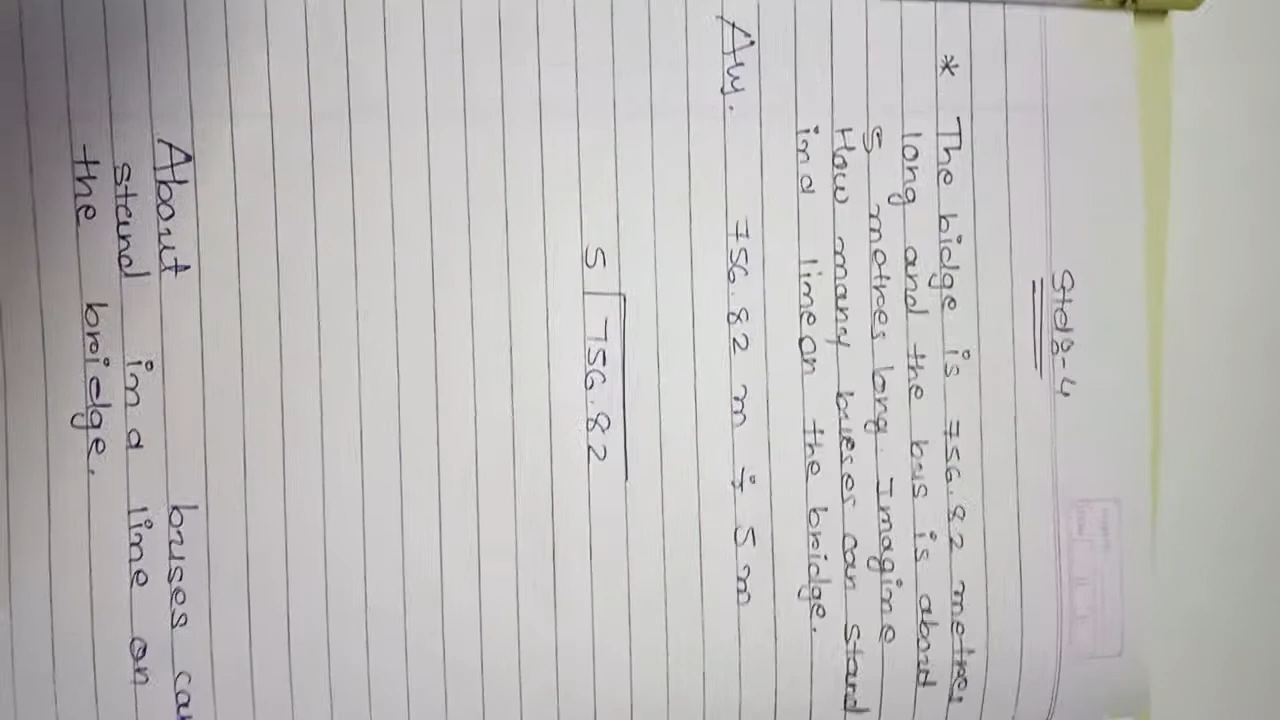 Std:-4
* The bidge is 756.82 metres
long and the bus is about
5 metres long. Imagine
How many buses can stand
in a line on the bridge.
Ans. 756.82 m ÷ 5 m
5 756.82
About buses can
stand in a line on
the bridge.